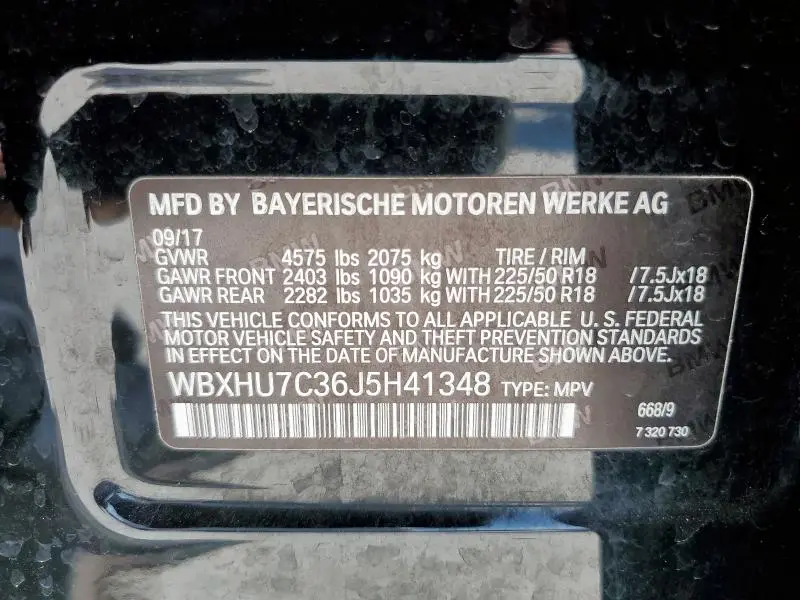 MFD BY BAYERISCHE MOTOREN WERKE AG
09/17
GVWR 4575 lbs 2075 kg TIRE / RIM
GAWR FRONT 2403 lbs 1090 kg WITH 225/50 R18 /7.5Jx18
GAWR REAR 2282 lbs 1035 kg WITH 225/50 R18 /7.5Jx18
THIS VEHICLE CONFORMS TO ALL APPLICABLE U. S. FEDERAL
MOTOR VEHICLE SAFETY AND THEFT PREVENTION STANDARDS
IN EFFECT ON THE DATE OF MANUFACTURE SHOWN ABOVE.
WBXHU7C36J5H41348 TYPE: MPV
668/9
7 320 730